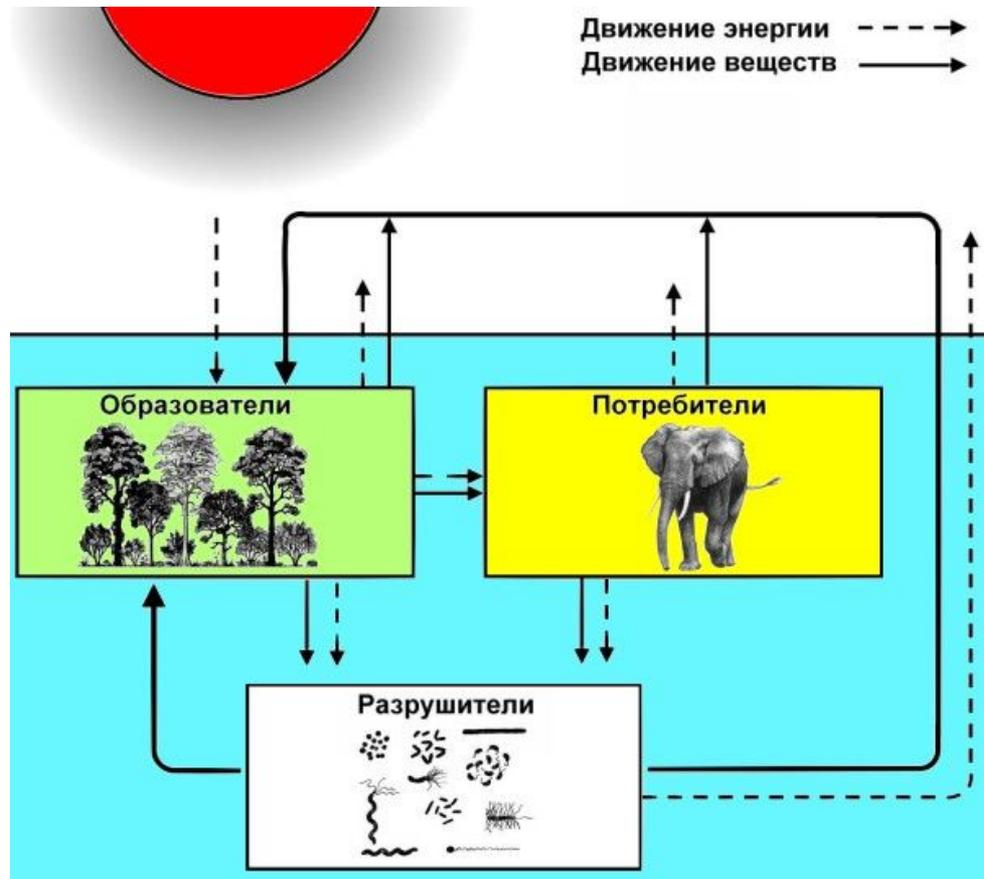 Движение энергии
Движение веществ
Образователи
Потребители
Разрушители